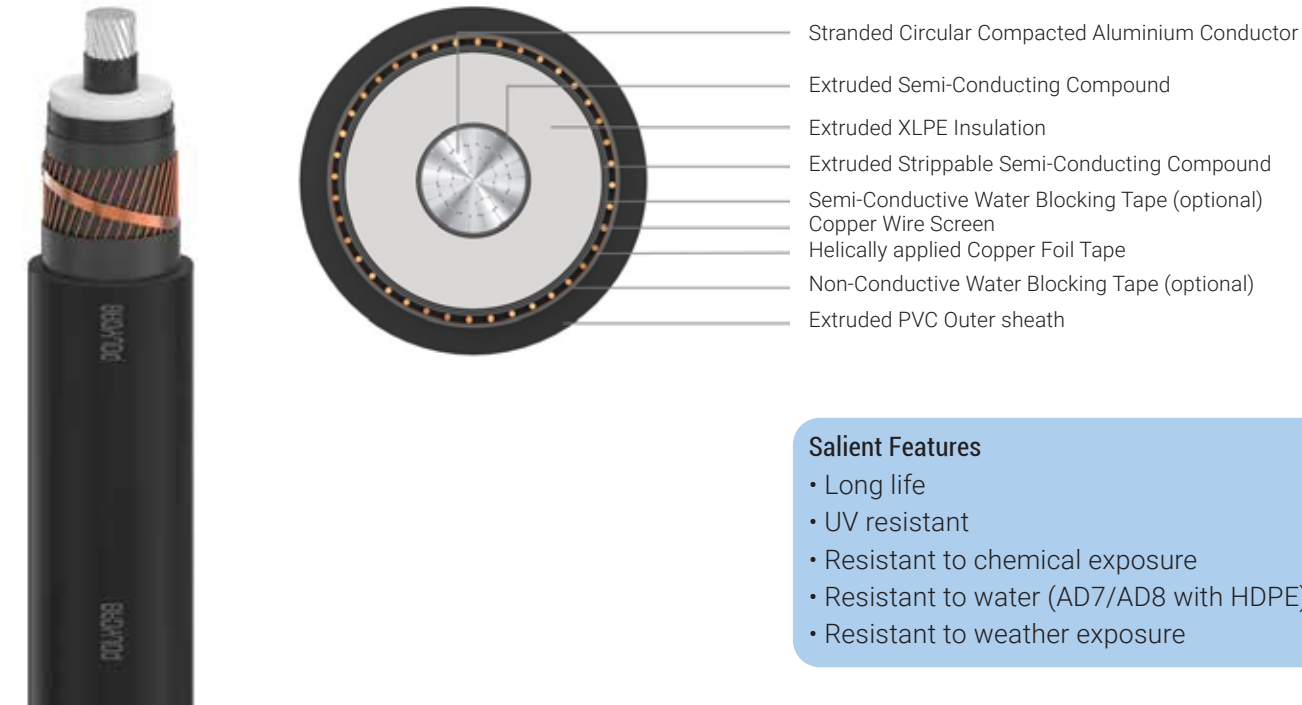 Stranded Circular Compacted Aluminium Conductor
Extruded Semi-Conducting Compound
Extruded XLPE Insulation
Extruded Strippable Semi-Conducting Compound
Semi-Conductive Water Blocking Tape (optional)
Copper Wire Screen
Helically applied Copper Foil Tape
Non-Conductive Water Blocking Tape (optional)
Extruded PVC Outer sheath
POLYCAB
POLYCAB
Salient Features
• Long life
• UV resistant
• Resistant to chemical exposure
• Resistant to water (AD7/AD8 with HDPE)
• Resistant to weather exposure